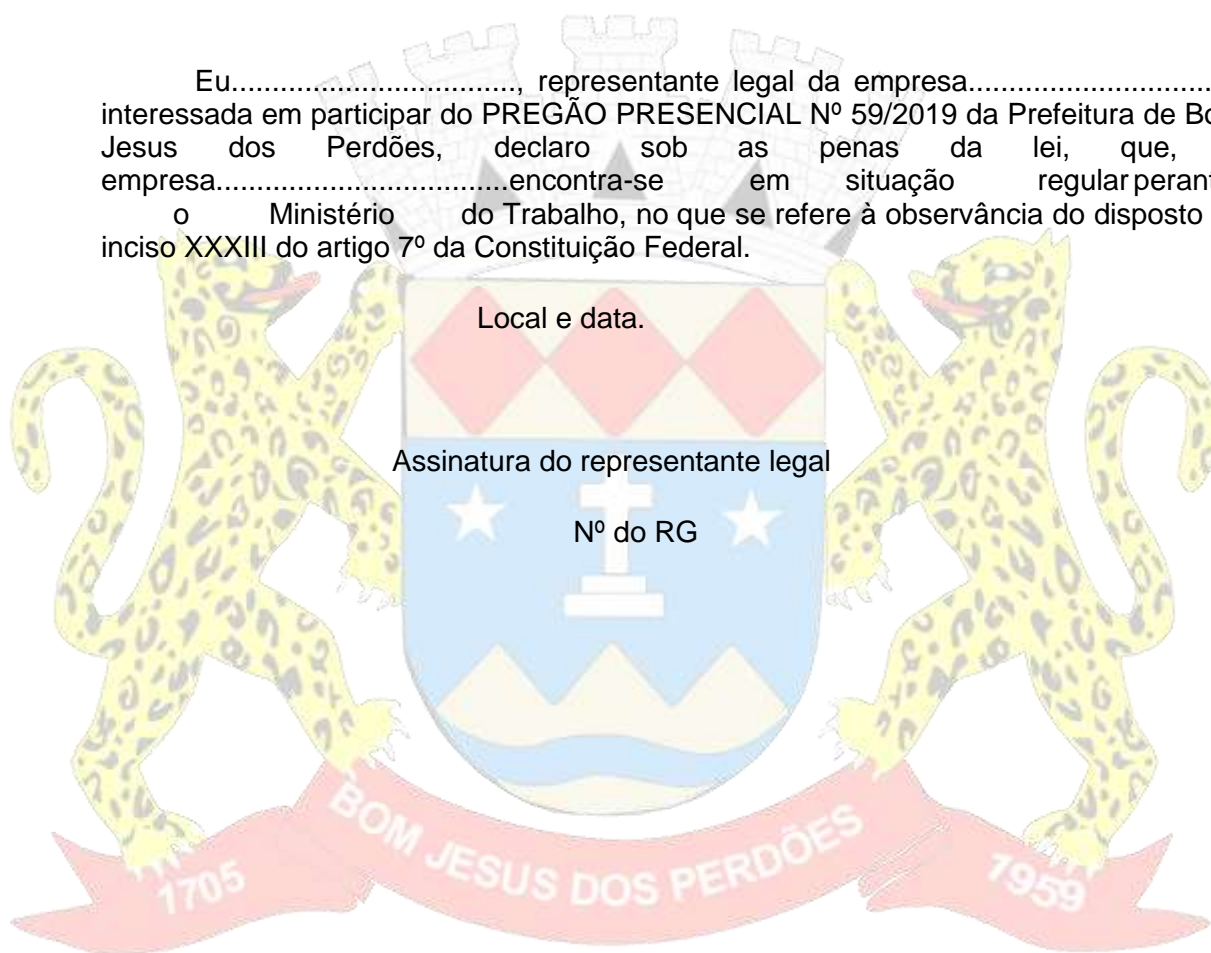 Eu..................................., representante legal da empresa..............................
interessada em participar do PREGÃO PRESENCIAL Nº 59/2019 da Prefeitura de Bo
Jesus dos Perdões, declaro sob as penas da lei, que,
empresa....................................encontra-se em situação regular perant
o Ministério do Trabalho, no que se refere à observância do disposto
inciso XXXIII do artigo 7º da Constituição Federal.
Local e data.
Assinatura do representante legal
Nº do RG
1705 BOM JESUS DOS PERDÕES 1959